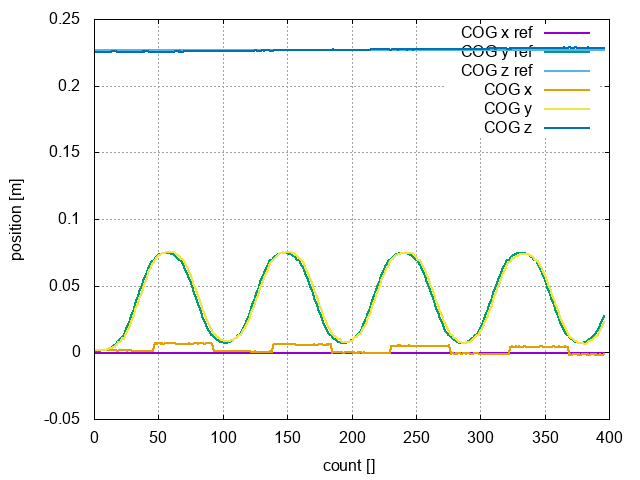 0.25
0.2
0.15
0.1
0.05
0
-0.05
position [m]
COG x ref
COG y ref
COG z ref
COG x
COG y
COG z
0 50 100 150 200 250 300 350 400
count []